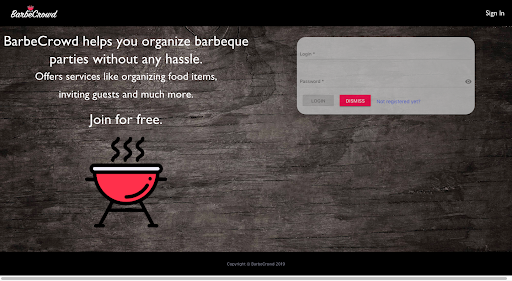 BarbeCrowd
Sign In
BarbeCrowd helps you organize barbeque
parties without any hassle.
Offers services like organizing food items,
inviting guests and much more.
Join for free.
Login *
Password *
LOGIN
DISMISS
Not registered yet?
Copyright © BarbeCrowd 2019